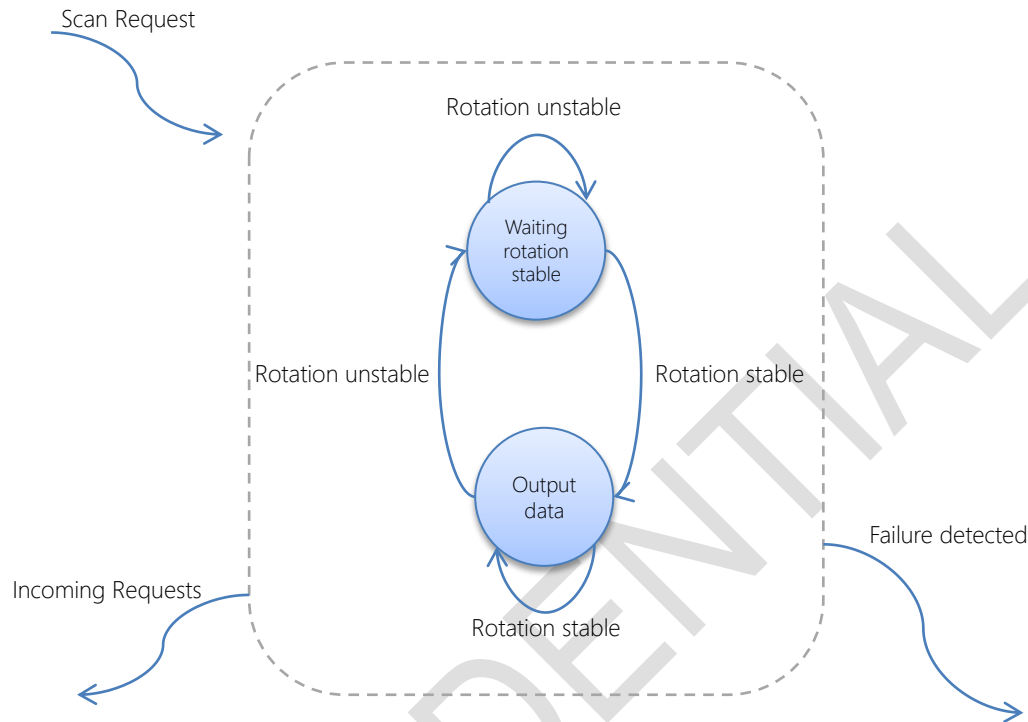 Scan Request
Rotation unstable
Waiting
rotation
stable
Rotation unstable
Rotation stable
Output
data
Failure detected
Incoming Requests
Rotation stable
DENTIAL